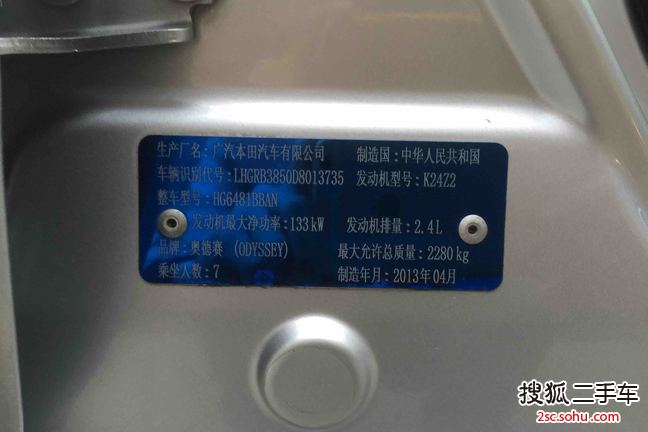 生产厂名：广汽本田汽车有限公司 制造国：中华人民共和国
车辆识别代号：LHGRB3850D8013735 发动机型号：K24Z2
整车型号：HG6481BBAN
发动机最大净功率：133kW 发动机排量：2.4L
品牌：奥德赛 (ODYSSEY) 最大允许总质量：2280kg
乘坐人数：7 制造年月：2013年04月
搜狐二手车
2sc.sohu.com